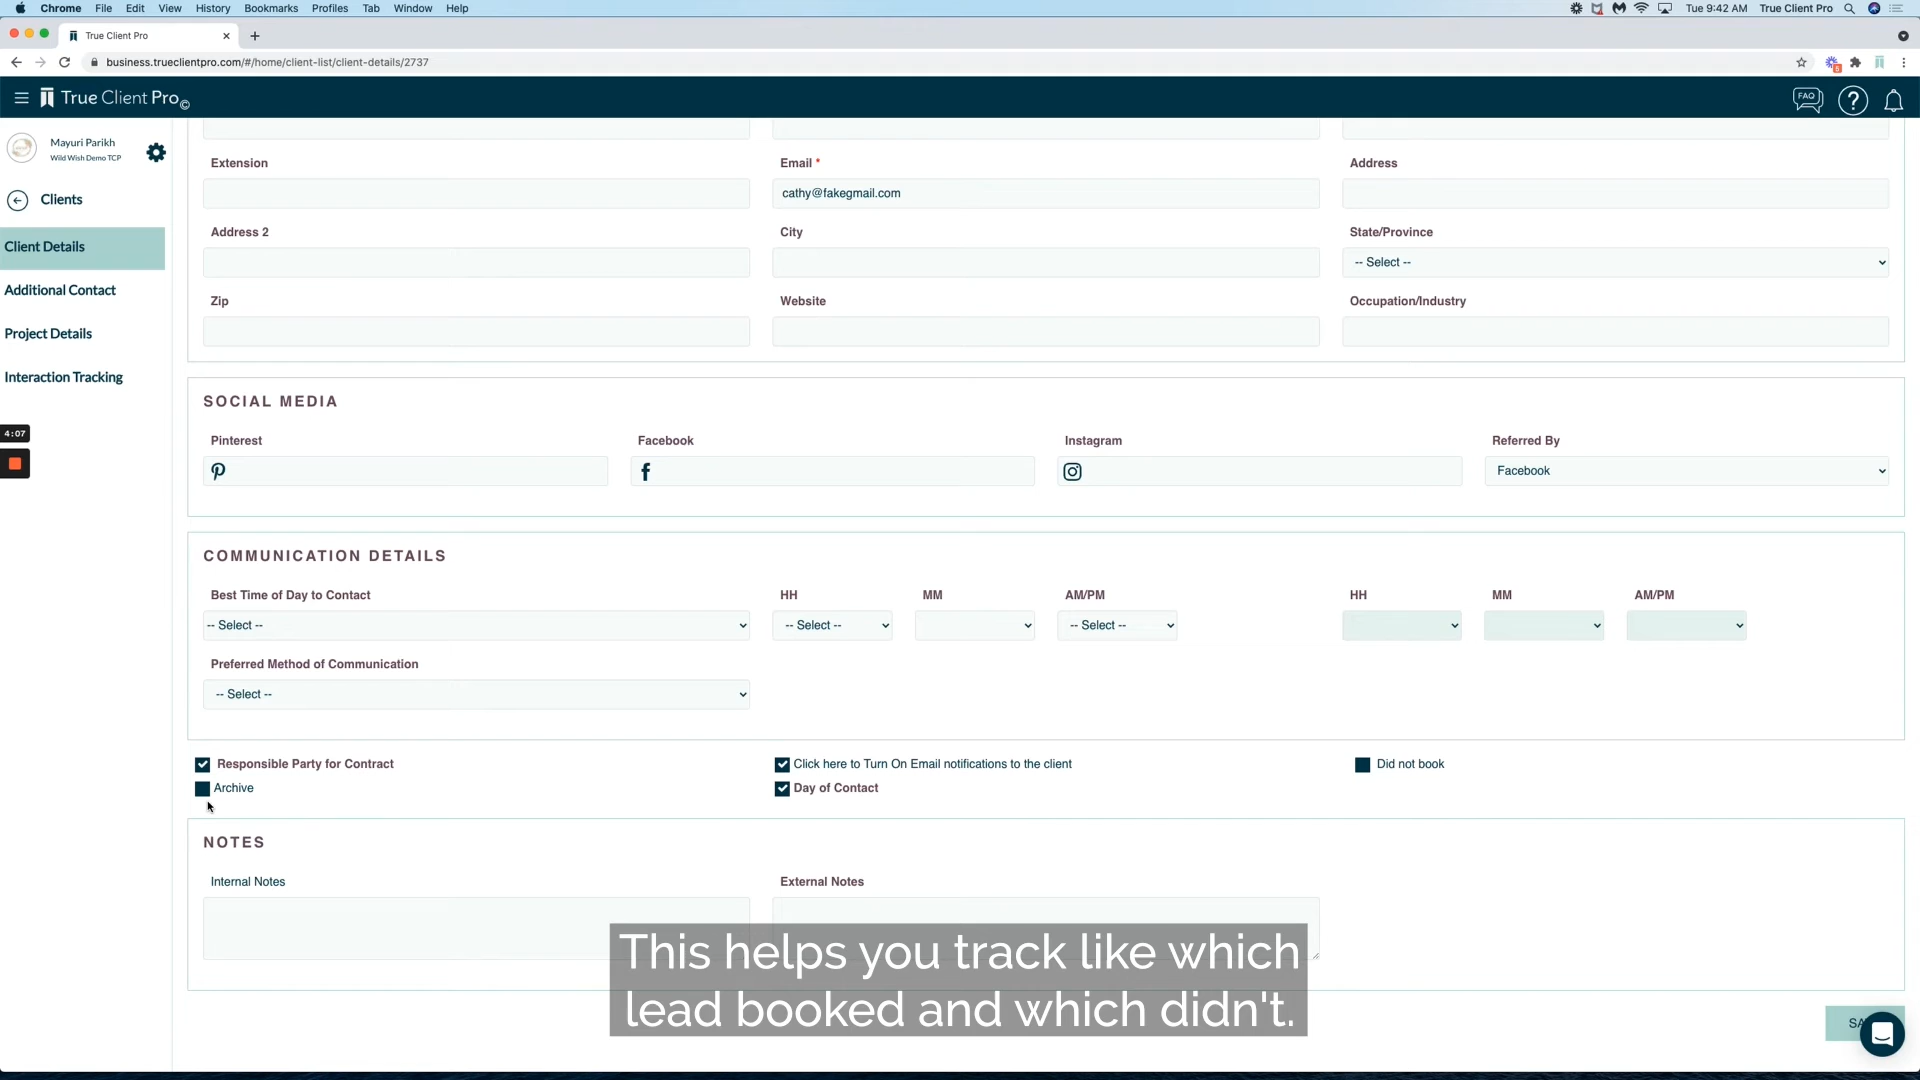 Chrome File Edit View History Bookmarks Profiles Tab Window Help Tue 9:42 AM True Client Pro
True Client Pro
business.trueclientpro.com/#/home/client-list/client-details/2737
True Client Pro©
FAQ ?
Mayuri Parikh
Wild Wish Demo TCP
Clients
Client Details
Additional Contact
Project Details
Interaction Tracking
4:07
Extension Email * Address
cathy@fakegmail.com
Address 2 City State/Province
-- Select --
Zip Website Occupation/Industry
SOCIAL MEDIA
Pinterest Facebook Instagram Referred By
Facebook
COMMUNICATION DETAILS
Best Time of Day to Contact HH MM AM/PM HH MM AM/PM
-- Select -- -- Select -- -- Select --
Preferred Method of Communication
-- Select --
Responsible Party for Contract Click here to Turn On Email notifications to the client Did not book
Archive Day of Contact
NOTES
Internal Notes External Notes
This helps you track like which
lead booked and which didn't.